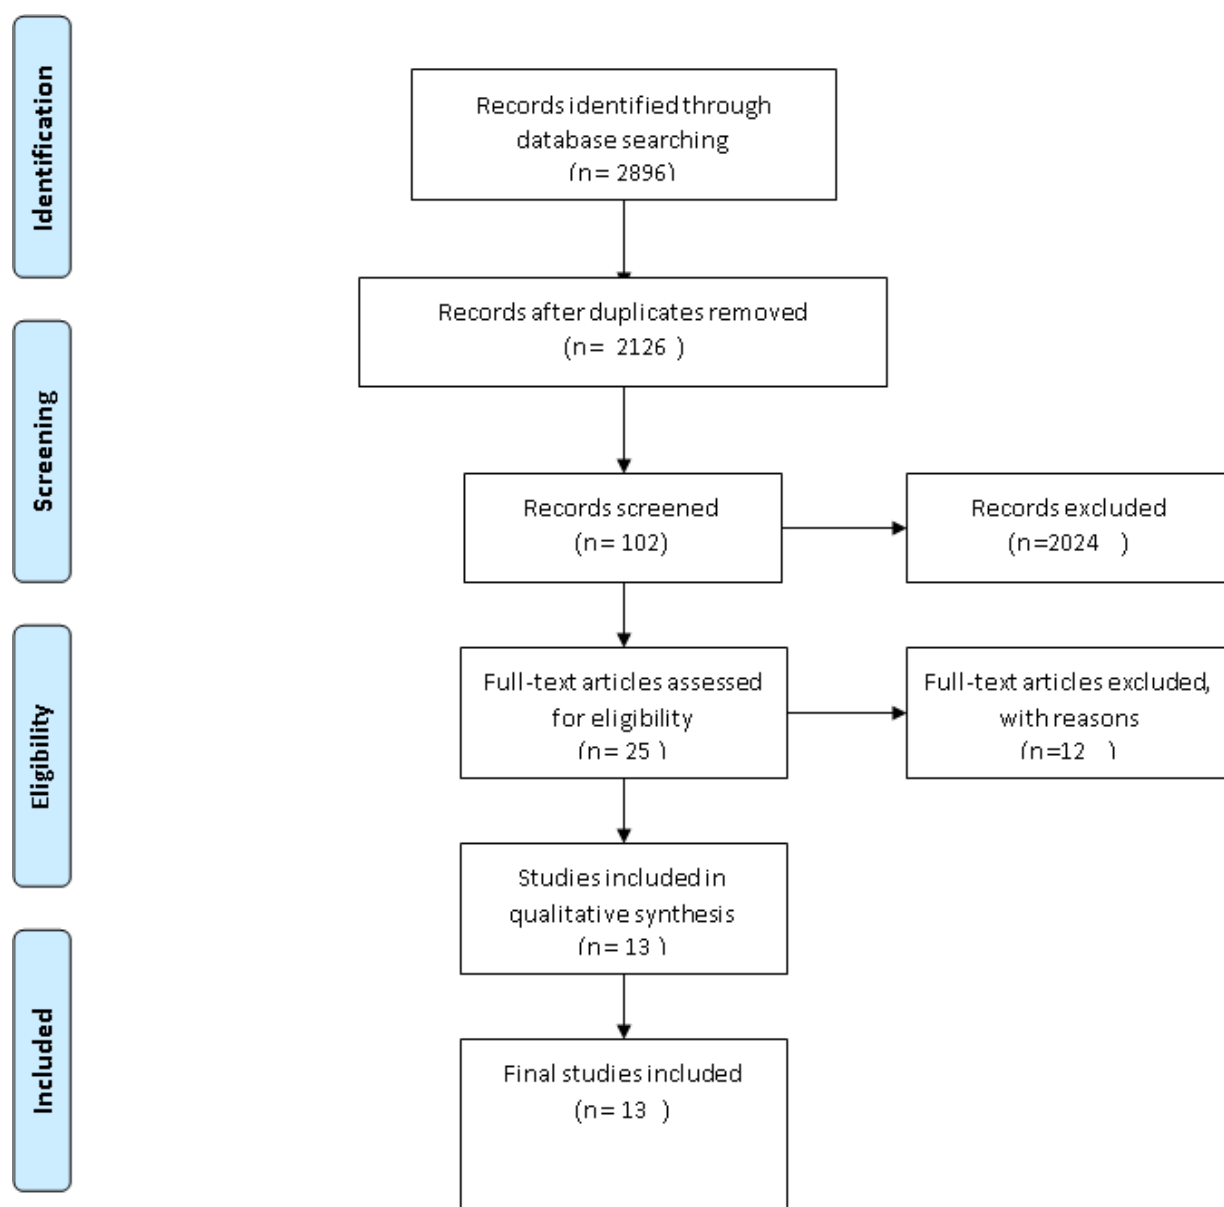 Identification
Records identified through
database searching
(n= 2896)
Records after duplicates removed
(n= 2126 )
Screening
Records screened
(n= 102)
Records excluded
(n=2024 )
Eligibility
Full-text articles assessed
for eligibility
(n= 25 )
Full-text articles excluded,
with reasons
(n=12 )
Studies included in
qualitative synthesis
(n= 13 )
Included
Final studies included
(n= 13 )